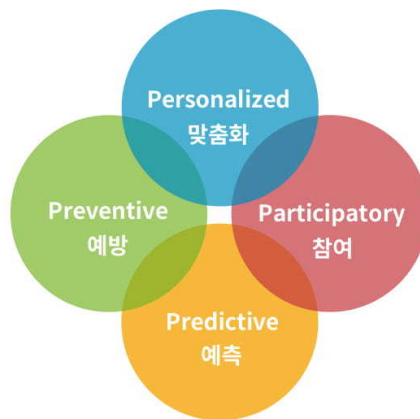 Personalized
맞춤화
Preventive
예방
Participatory
참여
Predictive
예측